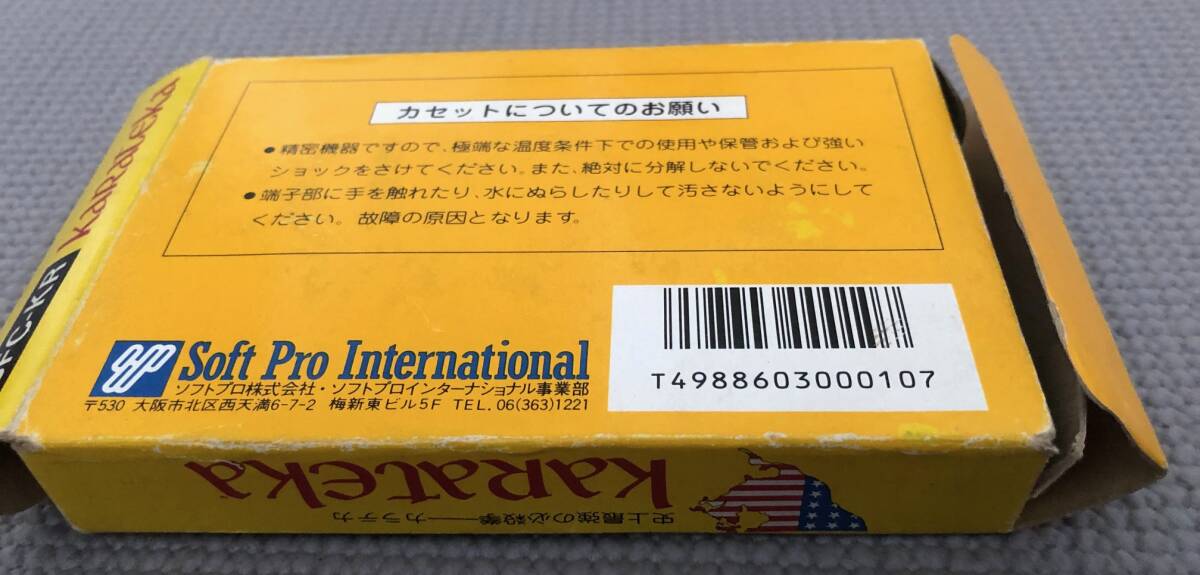 カセットについてのお願い
●精密機器ですので、極端な温度条件下での使用や保管および強い
ショックをさけてください。また、絶対に分解しないでください。
●端子部に手を触れたり、水にぬらしたりして汚さないようにして
ください。故障の原因となります。
Soft Pro International
ソフトプロ株式会社・ソフトプロインターナショナル事業部
〒530 大阪市北区西天満6-7-2 梅新東ビル5F TEL. 06(363)1221
T4988603000107
KaRateKa
FC-KR
KaRateKa
史上最強の必殺拳——カラテカ